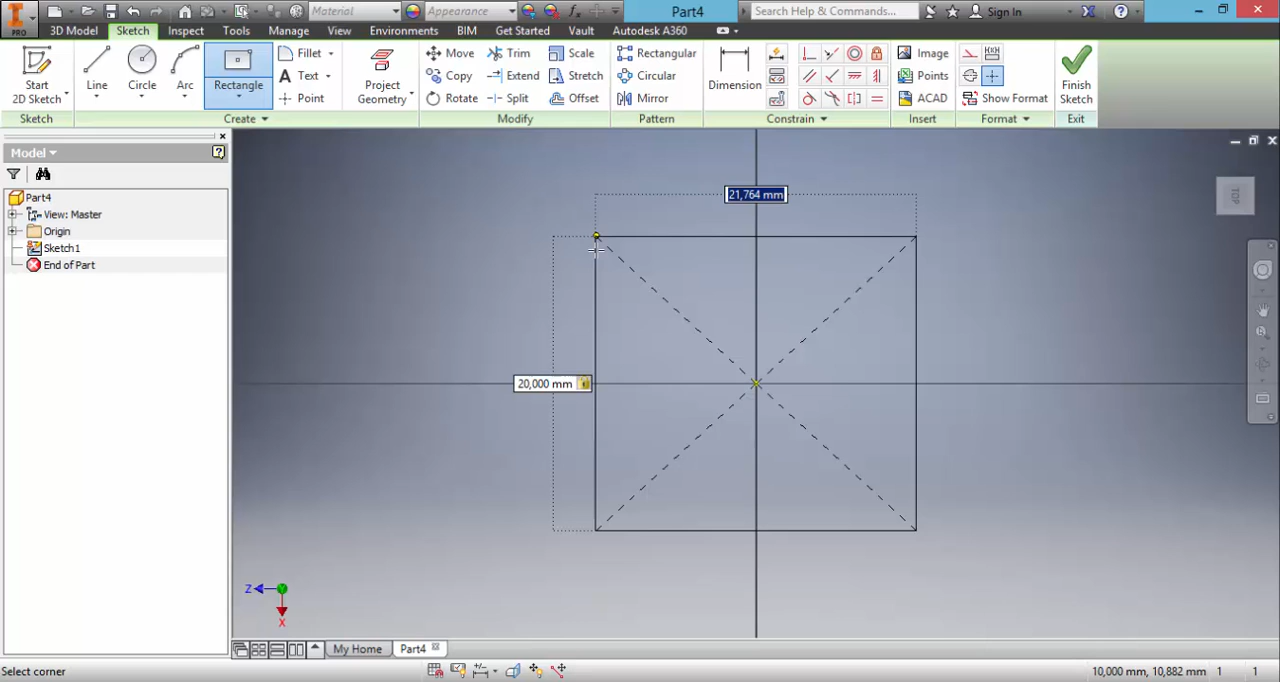 Material
Appearance
Part4
Search Help & Commands...
Sign In
PRO
3D Model
Sketch
Inspect
Tools
Manage
View
Environments
BIM
Get Started
Vault
Autodesk A360
Start
2D Sketch
Line
Circle
Arc
Rectangle
Fillet
Text
Point
Project
Geometry
Move
Copy
Rotate
Trim
Extend
Split
Scale
Stretch
Offset
Rectangular
Circular
Mirror
Dimension
Image
Points
ACAD
Show Format
Finish
Sketch
Sketch
Create
Modify
Pattern
Constrain
Insert
Format
Exit
Model
Part4
View: Master
Origin
Sketch1
End of Part
21,764 mm
TOP
20,000 mm
Z
X
My Home
Part4
Select corner
10,000 mm, 10,882 mm 1 1